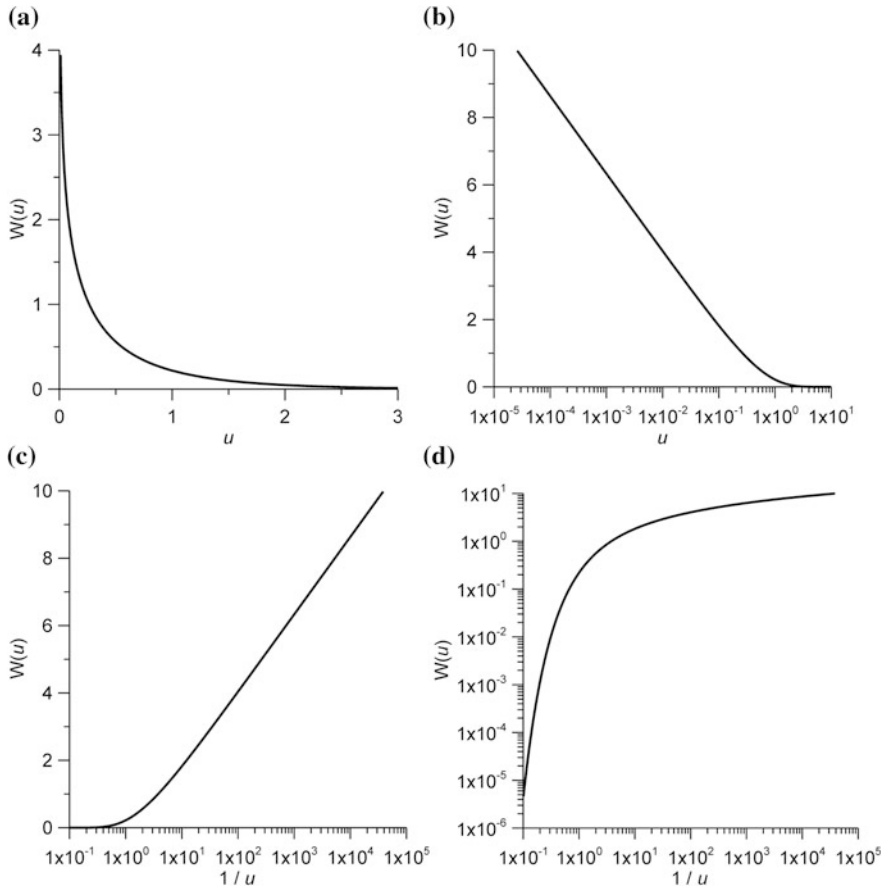 (a)
4
3
2
1
0
W(u)
0 1 2 3
u
(b)
10
8
6
4
2
0
W(u)
1x10⁻⁵ 1x10⁻⁴ 1x10⁻³ 1x10⁻² 1x10⁻¹ 1x10⁰ 1x10¹
u
(c)
10
8
6
4
2
0
W(u)
1x10⁻¹ 1x10⁰ 1x10¹ 1x10² 1x10³ 1x10⁴ 1x10⁵
1 / u
(d)
1x10¹
1x10⁰
1x10⁻¹
1x10⁻²
1x10⁻³
1x10⁻⁴
1x10⁻⁵
1x10⁻⁶
W(u)
1x10⁻¹ 1x10⁰ 1x10¹ 1x10² 1x10³ 1x10⁴ 1x10⁵
1 / u